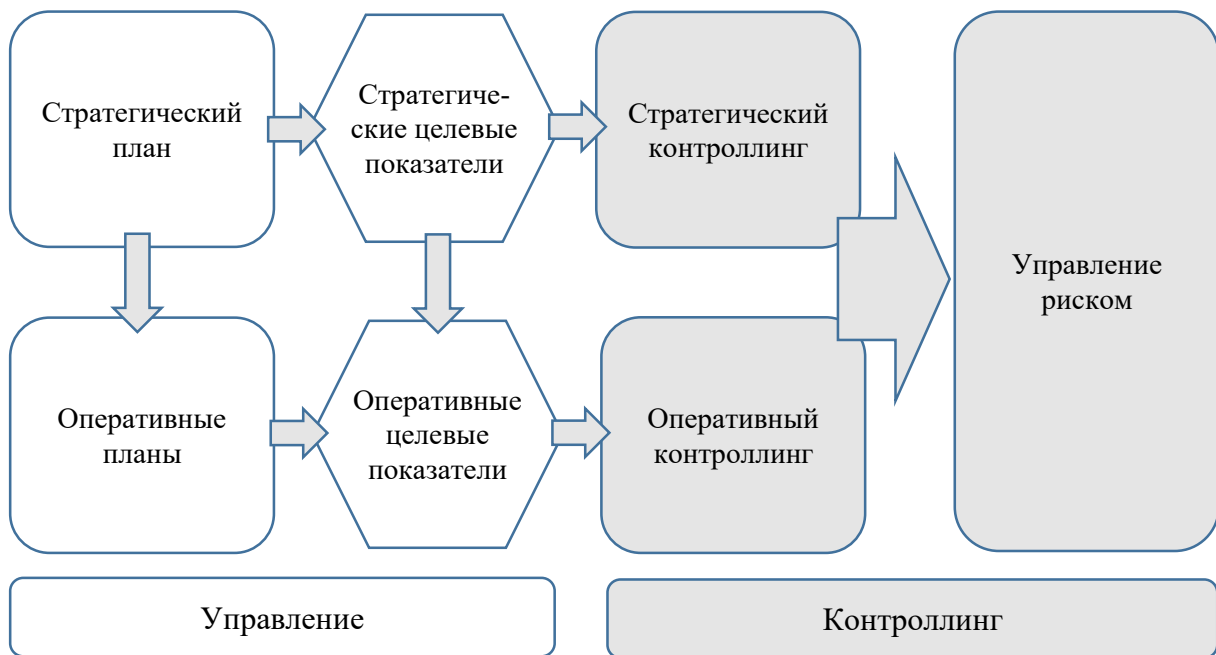 Стратегический
план
Стратегиче-
ские целевые
показатели
Стратегический
контроллинг
Управление
риском
Оперативные
планы
Оперативные
целевые
показатели
Оперативный
контроллинг
Управление
Контроллинг